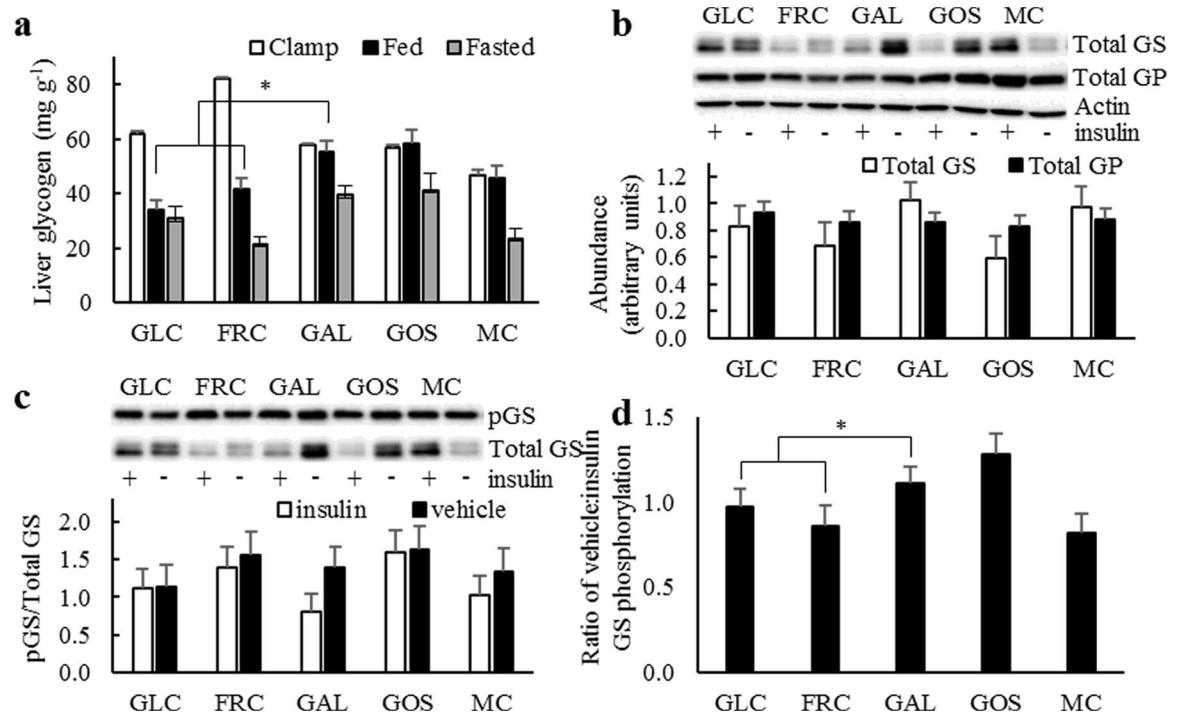 a
Clamp Fed Fasted
Liver glycogen (mg g-1)
80
60
40
20
0
*
GLC FRC GAL GOS MC
b
GLC FRC GAL GOS MC
Total GS
Total GP
Actin
+ - + - + - + - + - insulin
Total GS Total GP
Abundance
(arbitrary units)
1.2
1.0
0.8
0.6
0.4
0.2
0.0
GLC FRC GAL GOS MC
c
GLC FRC GAL GOS MC
pGS
Total GS
+ - + - + - + - + - insulin
insulin vehicle
pGS/Total GS
2.0
1.5
1.0
0.5
0.0
GLC FRC GAL GOS MC
d
Ratio of vehicle:insulin
GS phosphorylation
1.5
1.0
0.5
0.0
*
GLC FRC GAL GOS MC